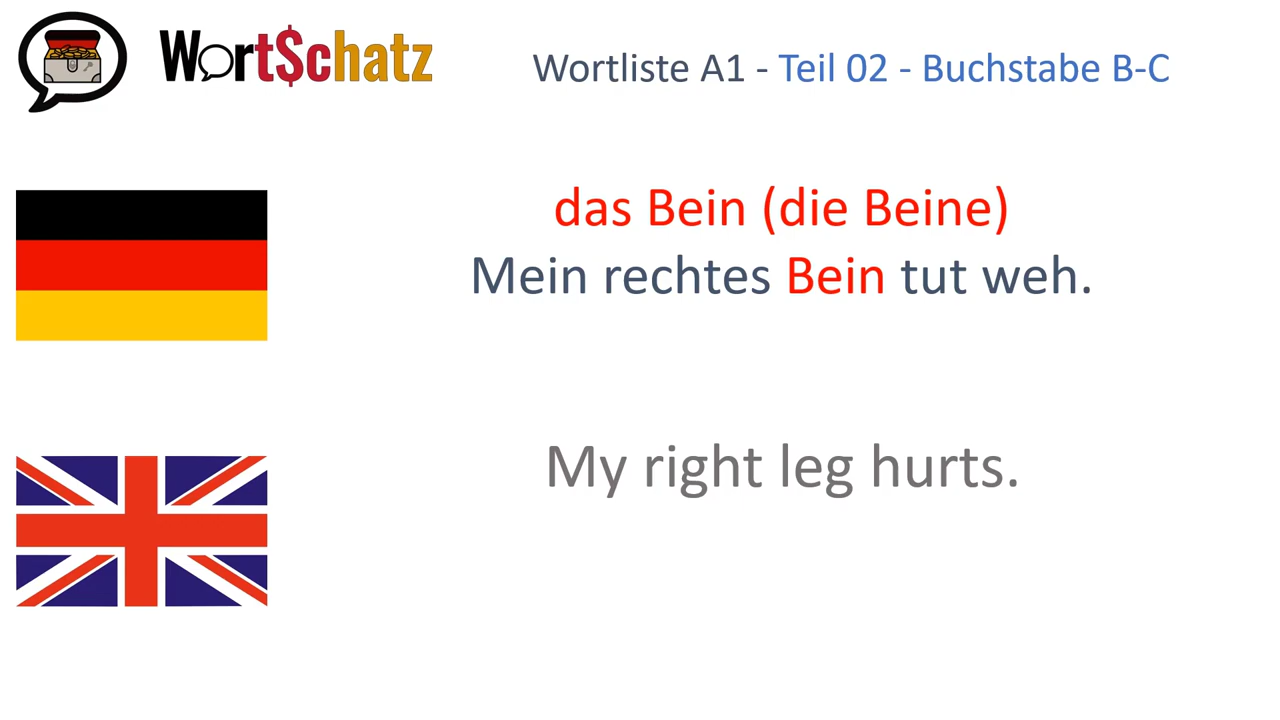 Wort$chatz
Wortliste A1 - Teil 02 - Buchstabe B-C
das Bein (die Beine)
Mein rechtes Bein tut weh.
My right leg hurts.